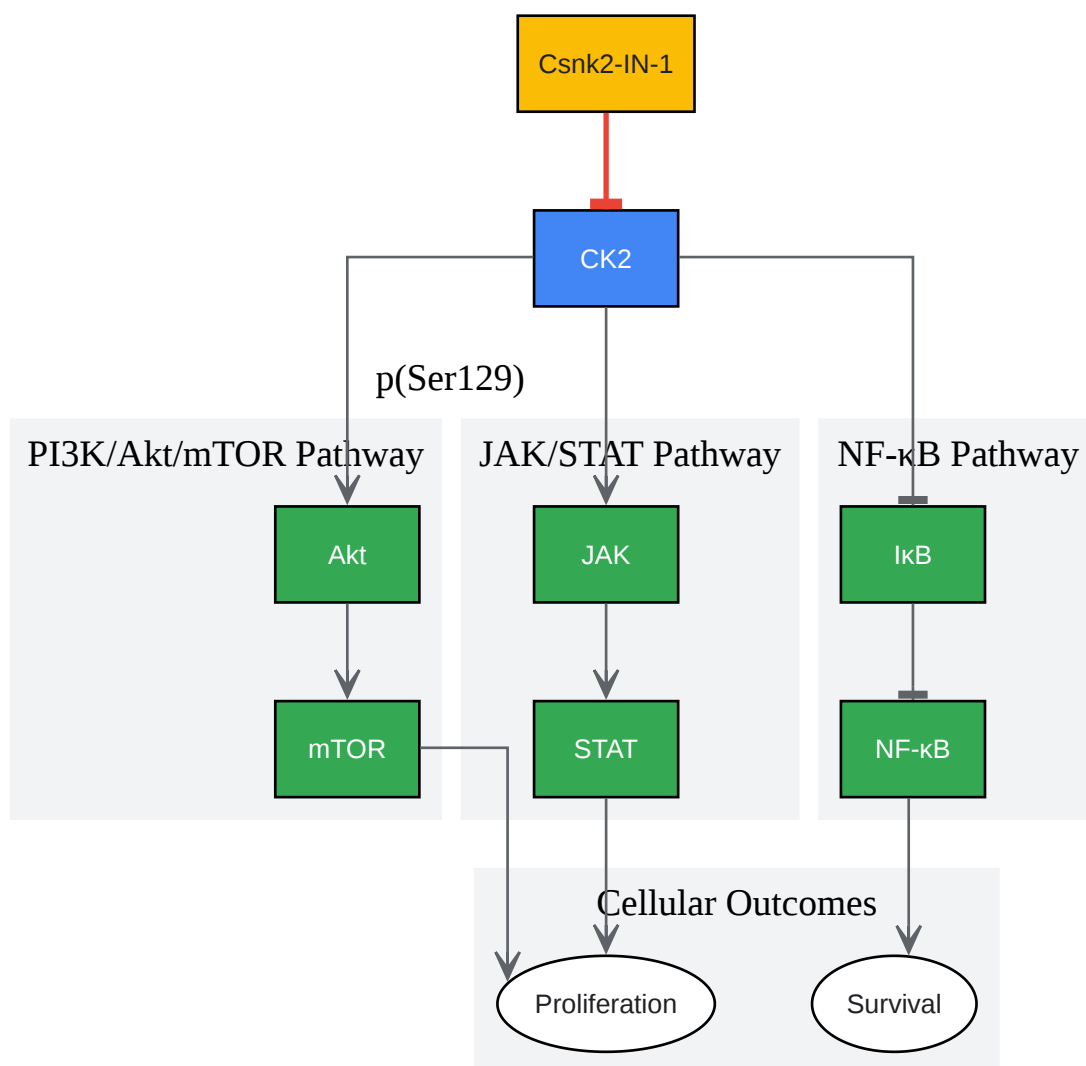 Csnk2-IN-1
CK2
p(Ser129)
PI3K/Akt/mTOR Pathway
JAK/STAT Pathway
NF-κB Pathway
Akt
JAK
IκB
mTOR
STAT
NF-κB
Cellular Outcomes
Proliferation
Survival